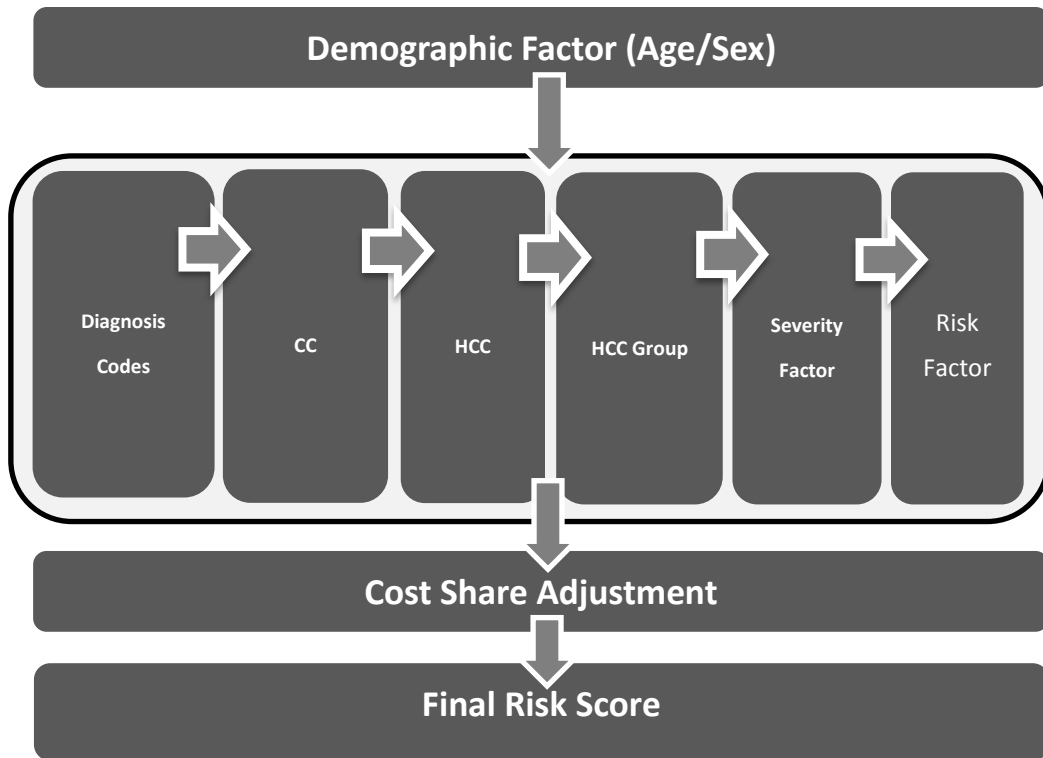 Demographic Factor (Age/Sex)
Diagnosis
Codes
CC
HCC
HCC Group
Severity
Factor
Risk
Factor
Cost Share Adjustment
Final Risk Score